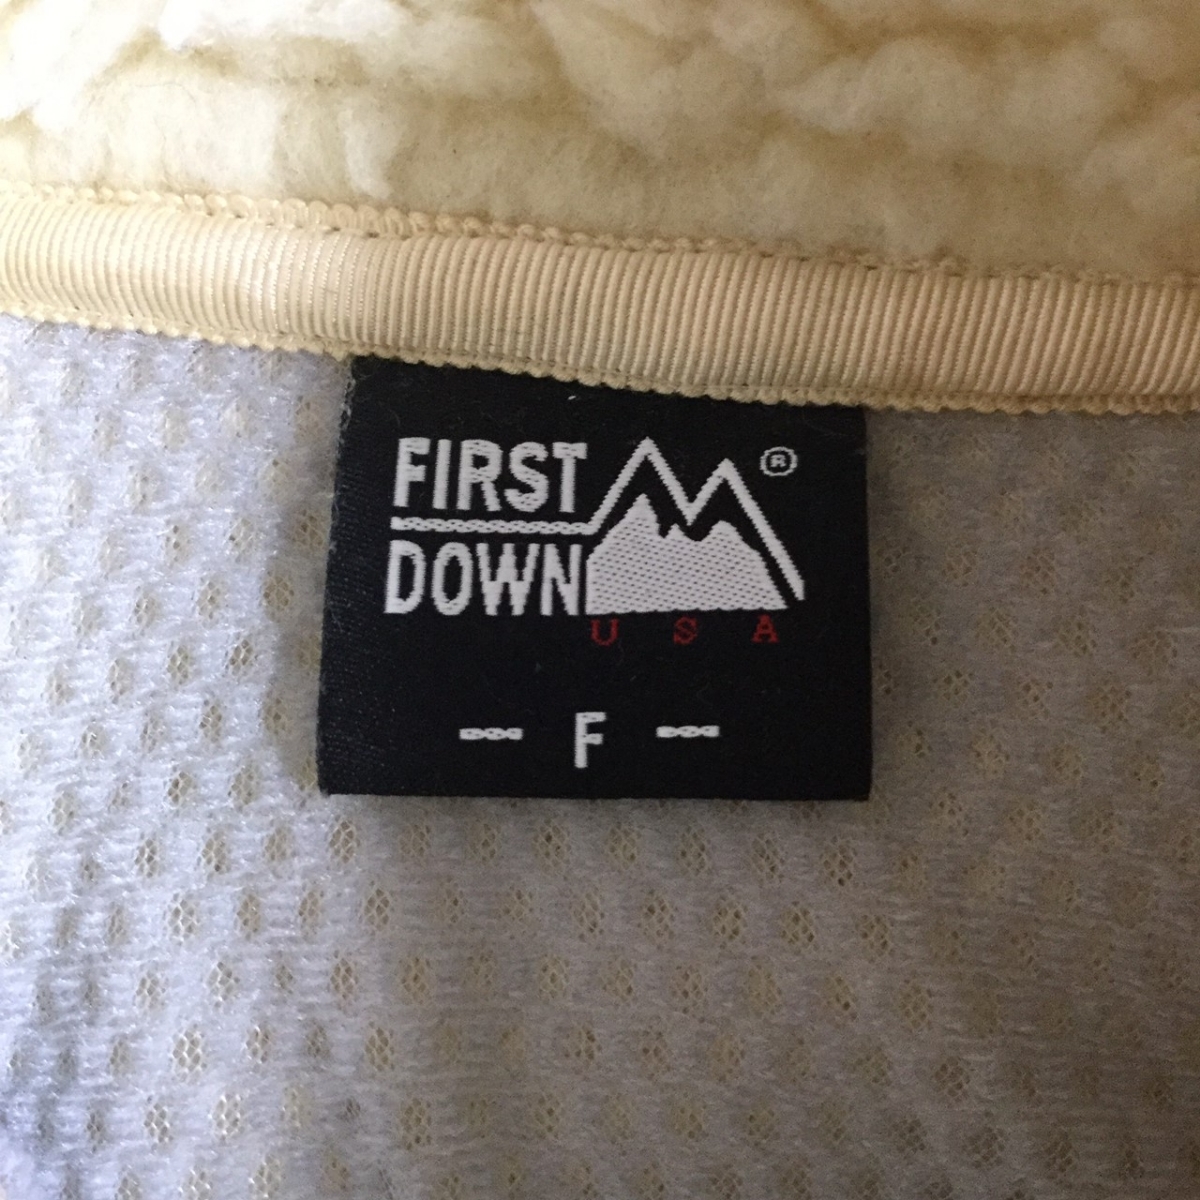 FIRST
DOWN
®
USA
- F -